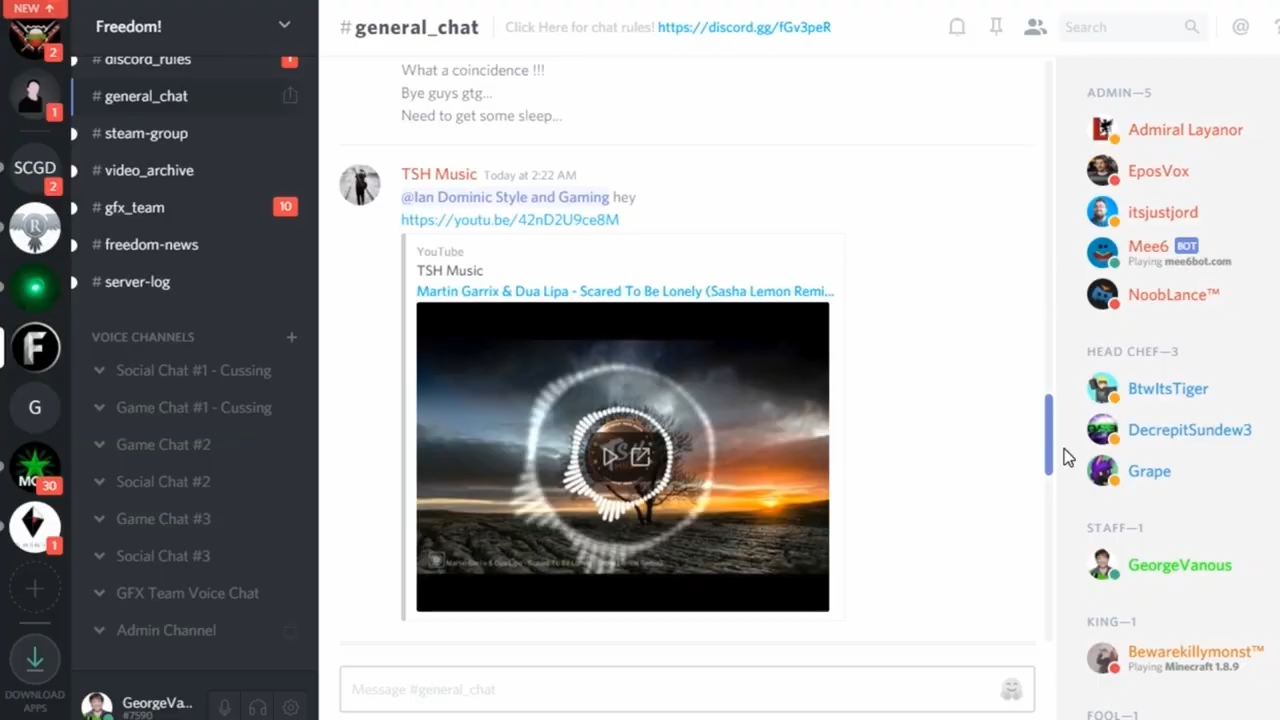 NEW ↑
2
1
SCGD
2
R
F
G
MC
30
1
+
DOWNLOAD
APPS
Freedom!
# discord_rules
1
# general_chat
# steam-group
# video_archive
# gfx_team
10
# freedom-news
# server-log
VOICE CHANNELS +
Social Chat #1 - Cussing
Game Chat #1 - Cussing
Game Chat #2
Social Chat #2
Game Chat #3
Social Chat #3
GFX Team Voice Chat
Admin Channel
GeorgeVa...
#7590
#general_chat
Click Here for chat rules! https://discord.gg/fGv3peR
Search
@
?
What a coincidence !!!
Bye guys gtg...
Need to get some sleep...
TSH Music Today at 2:22 AM
@Ian Dominic Style and Gaming hey
https://youtu.be/42nD2U9ce8M
YouTube
TSH Music
Martin Garrix & Dua Lipa - Scared To Be Lonely (Sasha Lemon Remi...
Message #general_chat
ADMIN—5
Admiral Layanor
EposVox
itsjustjord
Mee6 BOT
Playing mee6bot.com
NoobLance™
HEAD CHEF—3
BtwItsTiger
DecrepitSundew3
Grape
STAFF—1
GeorgeVanous
KING—1
Bewarekillymonst™
Playing Minecraft 1.8.9
FOOL—1